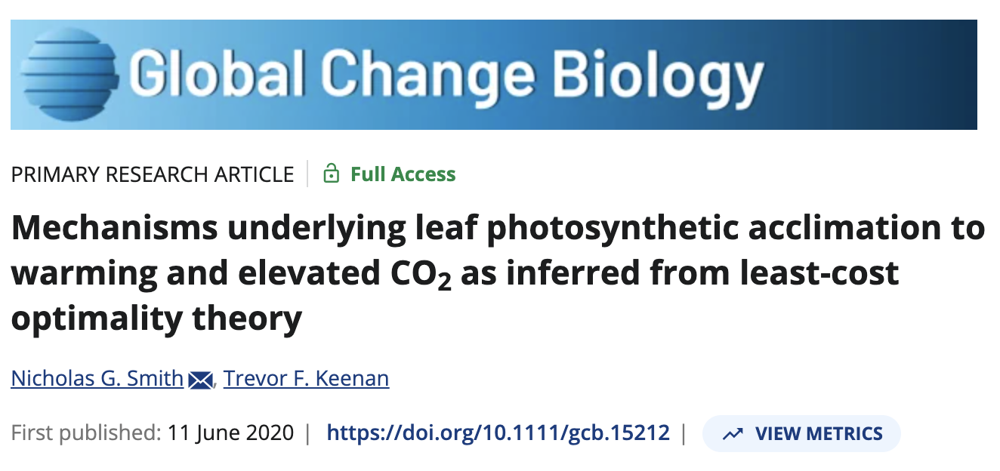 Global Change Biology
PRIMARY RESEARCH ARTICLE | Full Access
Mechanisms underlying leaf photosynthetic acclimation to
warming and elevated CO₂ as inferred from least-cost
optimality theory
Nicholas G. Smith, Trevor F. Keenan
First published: 11 June 2020 | https://doi.org/10.1111/gcb.15212 | VIEW METRICS